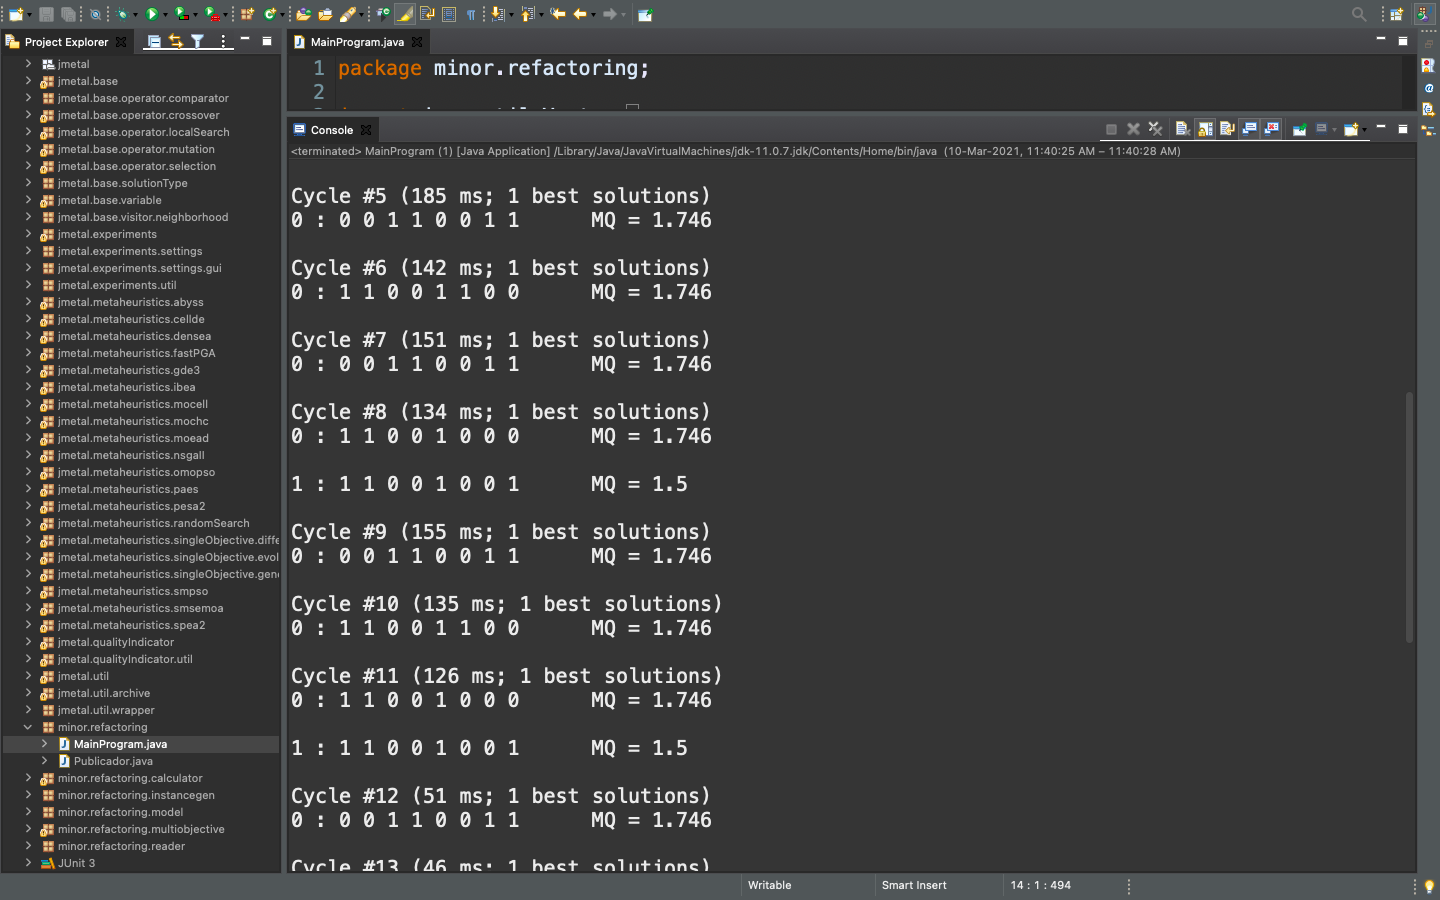 Project Explorer
MainProgram.java
jmetal
jmetal.base
jmetal.base.operator.comparator
jmetal.base.operator.crossover
jmetal.base.operator.localSearch
jmetal.base.operator.mutation
jmetal.base.operator.selection
jmetal.base.solutionType
jmetal.base.variable
jmetal.base.visitor.neighborhood
jmetal.experiments
jmetal.experiments.settings
jmetal.experiments.settings.gui
jmetal.experiments.util
jmetal.metaheuristics.abyss
jmetal.metaheuristics.cellde
jmetal.metaheuristics.densea
jmetal.metaheuristics.fastPGA
jmetal.metaheuristics.gde3
jmetal.metaheuristics.ibea
jmetal.metaheuristics.mocell
jmetal.metaheuristics.mochc
jmetal.metaheuristics.moead
jmetal.metaheuristics.nsgaII
jmetal.metaheuristics.omopso
jmetal.metaheuristics.paes
jmetal.metaheuristics.pesa2
jmetal.metaheuristics.randomSearch
jmetal.metaheuristics.singleObjective.diffe
jmetal.metaheuristics.singleObjective.evol
jmetal.metaheuristics.singleObjective.gene
jmetal.metaheuristics.smpso
jmetal.metaheuristics.smsemoa
jmetal.metaheuristics.spea2
jmetal.qualityIndicator
jmetal.qualityIndicator.util
jmetal.util
jmetal.util.archive
jmetal.util.wrapper
minor.refactoring
MainProgram.java
Publicador.java
minor.refactoring.calculator
minor.refactoring.instancegen
minor.refactoring.model
minor.refactoring.multiobjective
minor.refactoring.reader
JUnit 3
1 package minor.refactoring;
2
Console
<terminated> MainProgram (1) [Java Application] /Library/Java/JavaVirtualMachines/jdk-11.0.7.jdk/Contents/Home/bin/java (10-Mar-2021, 11:40:25 AM – 11:40:28 AM)
Cycle #5 (185 ms; 1 best solutions)
0 : 0 0 1 1 0 0 1 1 MQ = 1.746
Cycle #6 (142 ms; 1 best solutions)
0 : 1 1 0 0 1 1 0 0 MQ = 1.746
Cycle #7 (151 ms; 1 best solutions)
0 : 0 0 1 1 0 0 1 1 MQ = 1.746
Cycle #8 (134 ms; 1 best solutions)
0 : 1 1 0 0 1 0 0 0 MQ = 1.746
1 : 1 1 0 0 1 0 0 1 MQ = 1.5
Cycle #9 (155 ms; 1 best solutions)
0 : 0 0 1 1 0 0 1 1 MQ = 1.746
Cycle #10 (135 ms; 1 best solutions)
0 : 1 1 0 0 1 1 0 0 MQ = 1.746
Cycle #11 (126 ms; 1 best solutions)
0 : 1 1 0 0 1 0 0 0 MQ = 1.746
1 : 1 1 0 0 1 0 0 1 MQ = 1.5
Cycle #12 (51 ms; 1 best solutions)
0 : 0 0 1 1 0 0 1 1 MQ = 1.746
Cycle #13 (46 ms; 1 best solutions)
Writable
Smart Insert
14 : 1 : 494